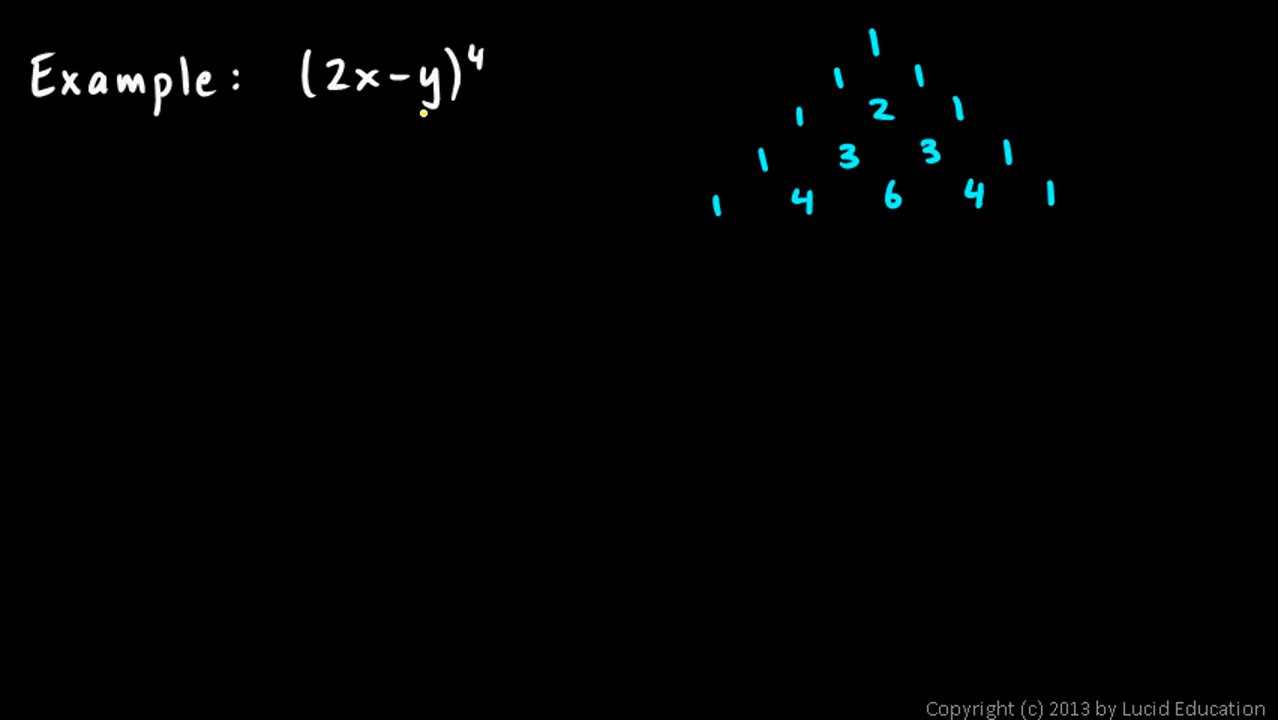 Example: (2x-y)⁴
1
1 1
1 2 1
1 3 3 1
1 4 6 4 1
Copyright (c) 2013 by Lucid Education